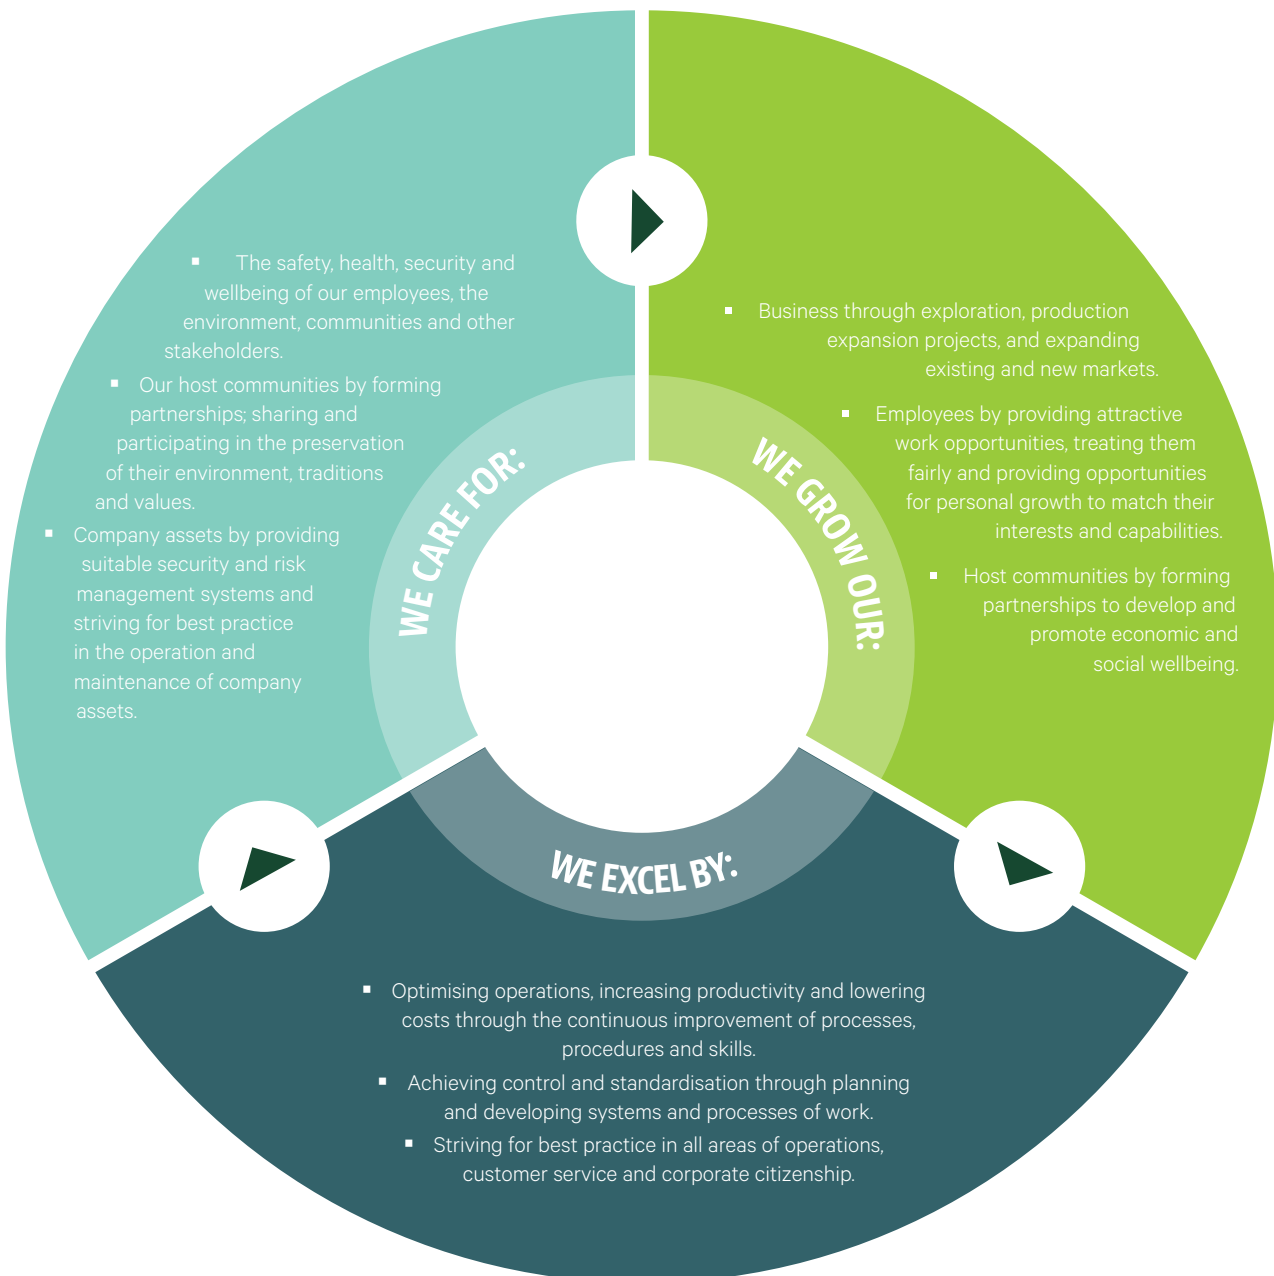 WE CARE FOR:
▪ The safety, health, security and
wellbeing of our employees, the
environment, communities and other
stakeholders.
▪ Our host communities by forming
partnerships; sharing and
participating in the preservation
of their environment, traditions
and values.
▪ Company assets by providing
suitable security and risk
management systems and
striving for best practice
in the operation and
maintenance of company
assets.
WE GROW OUR:
▪ Business through exploration, production
expansion projects, and expanding
existing and new markets.
▪ Employees by providing attractive
work opportunities, treating them
fairly and providing opportunities
for personal growth to match their
interests and capabilities.
▪ Host communities by forming
partnerships to develop and
promote economic and
social wellbeing.
WE EXCEL BY:
▪ Optimising operations, increasing productivity and lowering
costs through the continuous improvement of processes,
procedures and skills.
▪ Achieving control and standardisation through planning
and developing systems and processes of work.
▪ Striving for best practice in all areas of operations,
customer service and corporate citizenship.